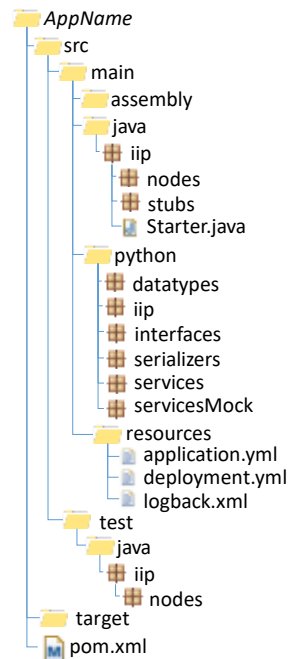 AppName
src
main
assembly
java
iip
nodes
stubs
Starter.java
python
datatypes
iip
interfaces
serializers
services
servicesMock
resources
application.yml
deployment.yml
logback.xml
test
java
iip
nodes
target
M pom.xml